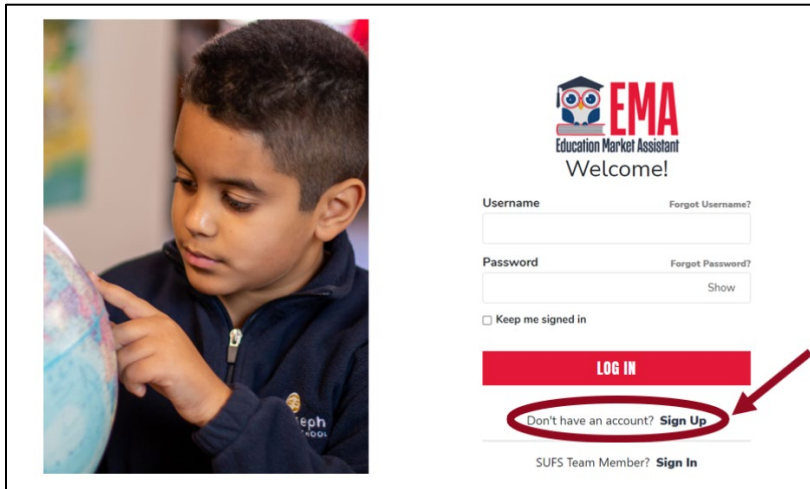 EMA
Education Market Assistant
Welcome!
Username Forgot Username?
Password Forgot Password?
Show
Keep me signed in
LOG IN
Don't have an account? Sign Up
SUFS Team Member? Sign In
eph